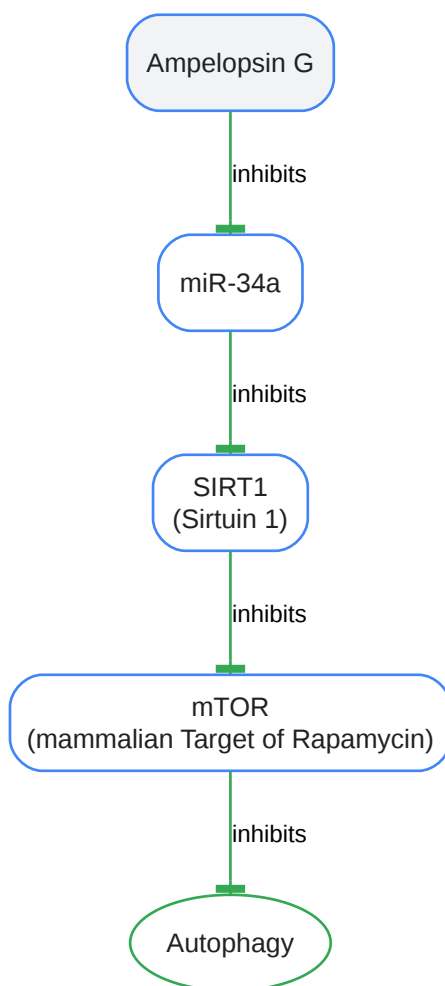 Ampelopsin G
inhibits
miR-34a
inhibits
SIRT1
(Sirtuin 1)
inhibits
mTOR
(mammalian Target of Rapamycin)
inhibits
Autophagy